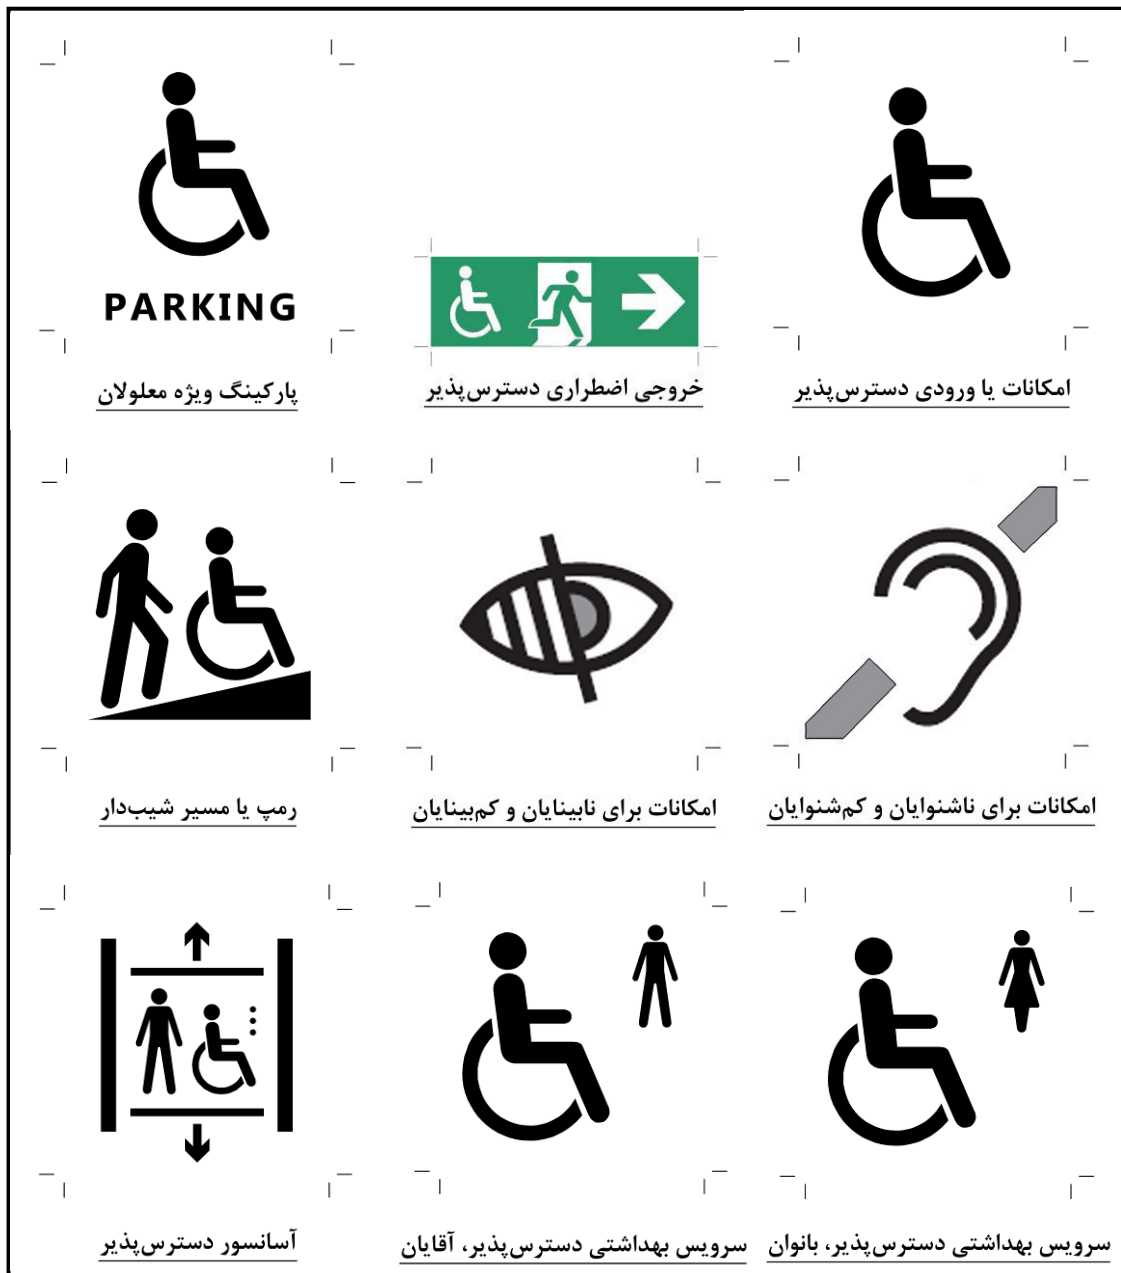 PARKING
امکانات یا ورودی دسترس‌پذیر
خروجی اضطراری دسترس‌پذیر
پارکینگ ویژه معلولان
امکانات برای ناشنوایان و کم‌شنوایان
امکانات برای نابینایان و کم‌بینایان
رمپ یا مسیر شیب‌دار
سرویس بهداشتی دسترس‌پذیر، بانوان
سرویس بهداشتی دسترس‌پذیر، آقایان
آسانسور دسترس‌پذیر